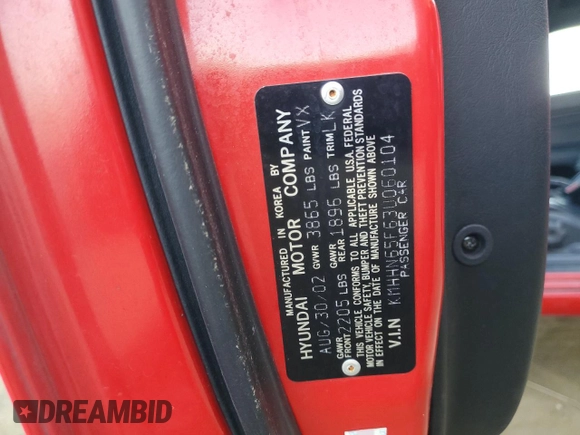 MANUFACTURED IN KOREA BY
HYUNDAI MOTOR COMPANY
AUG/30/02 GVWR 3865 LBS PAINT VX
GAWR FRONT 2205 LBS GAWR REAR 1896 LBS TRIM LK
THIS VEHICLE CONFORMS TO ALL APPLICABLE U.S.A. FEDERAL
MOTOR VEHICLE SAFETY, BUMPER AND THEFT PREVENTION STANDARDS
IN EFFECT ON THE DATE OF MANUFACTURE SHOWN ABOVE
V.I.N KMHHN65F63U060104
PASSENGER CAR
DREAMBID